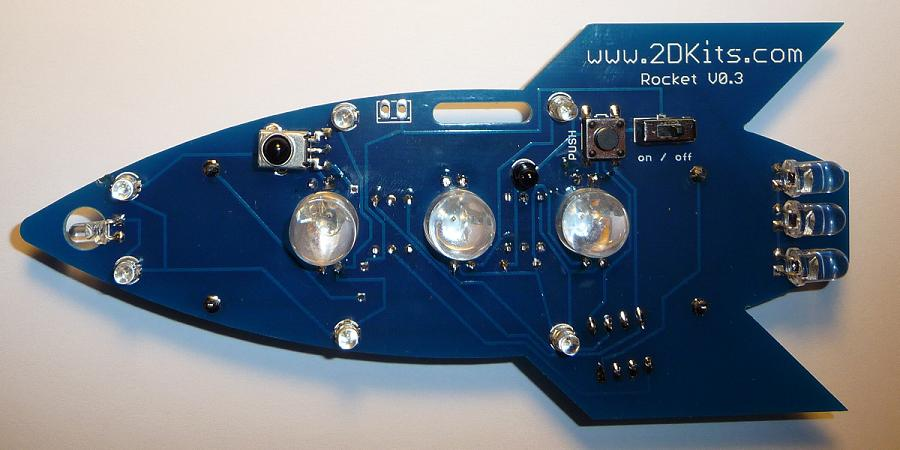 www.2DKits.com
Rocket V0.3
PUSH
on / off